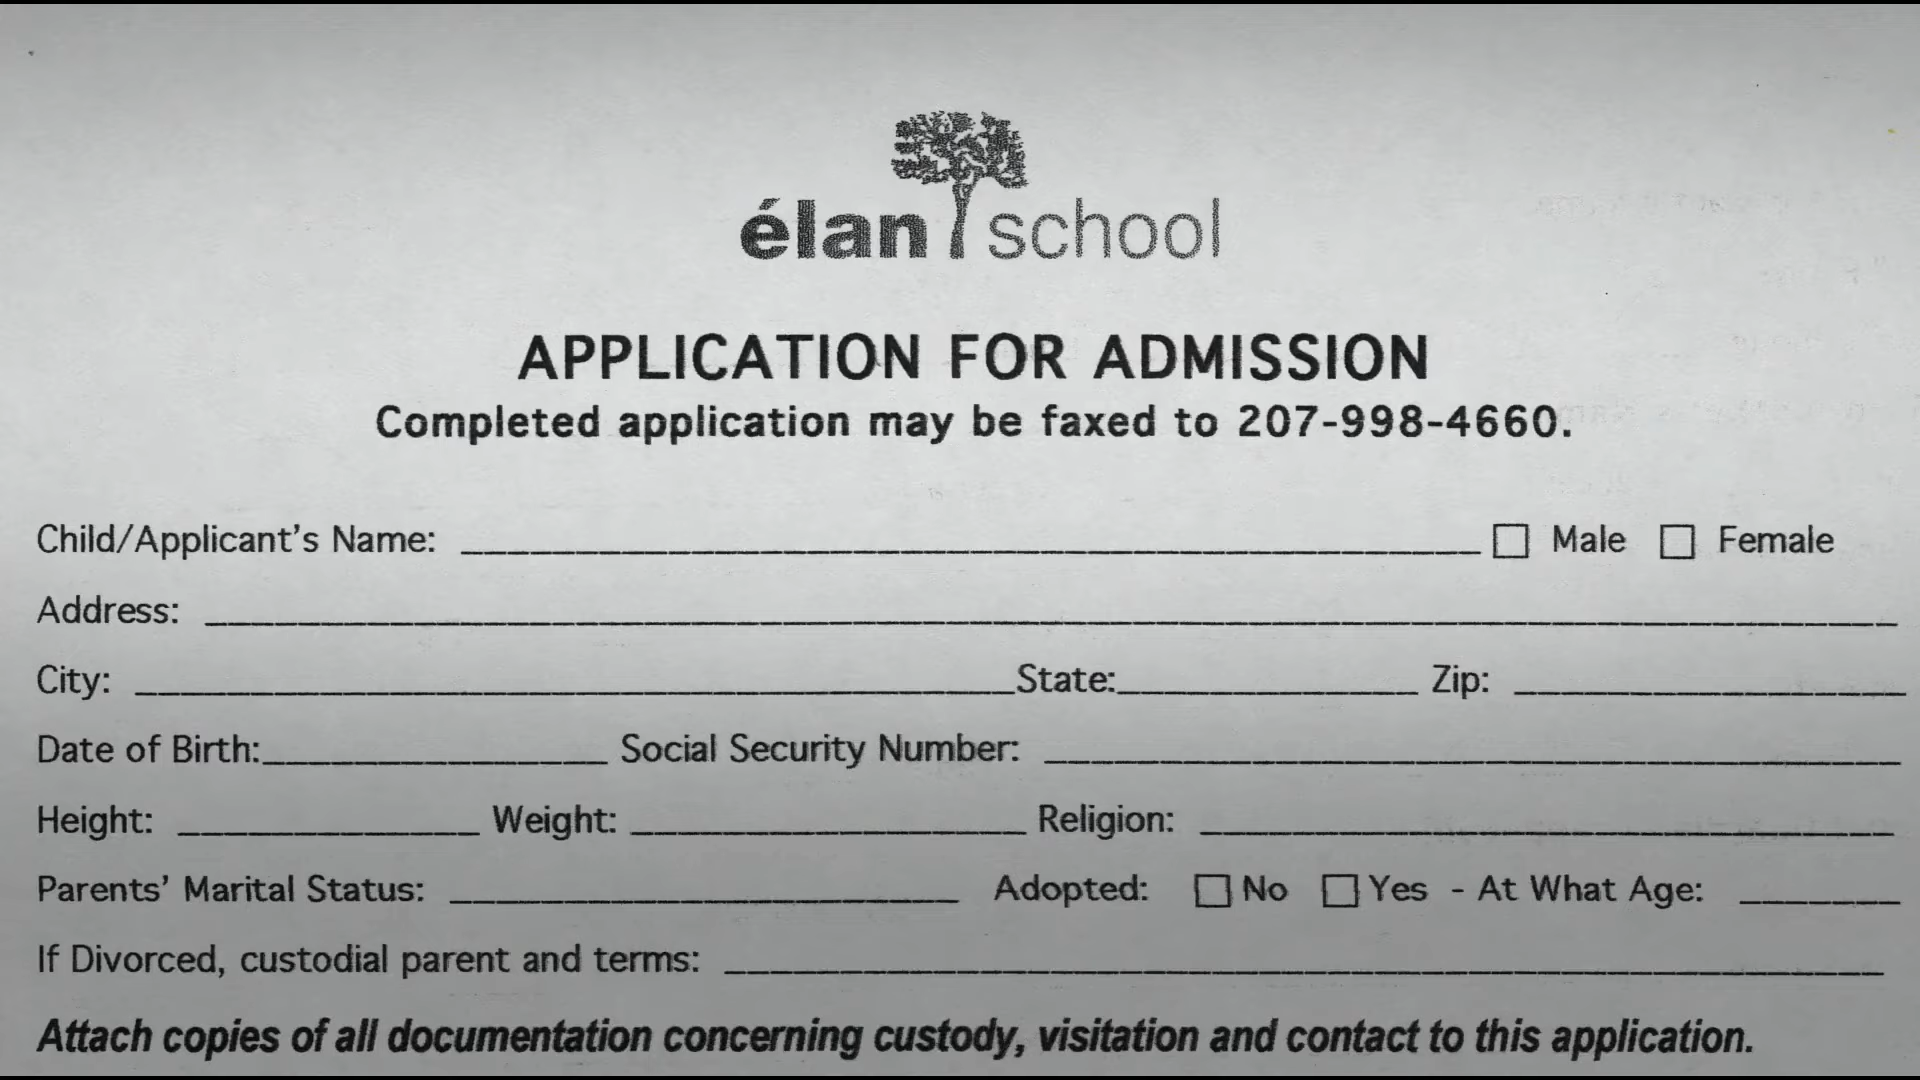 élan school
APPLICATION FOR ADMISSION
Completed application may be faxed to 207-998-4660.
Child/Applicant's Name: ☐ Male ☐ Female
Address:
City: State: Zip:
Date of Birth: Social Security Number:
Height: Weight: Religion:
Parents' Marital Status: Adopted: ☐ No ☐ Yes - At What Age:
If Divorced, custodial parent and terms:
Attach copies of all documentation concerning custody, visitation and contact to this application.